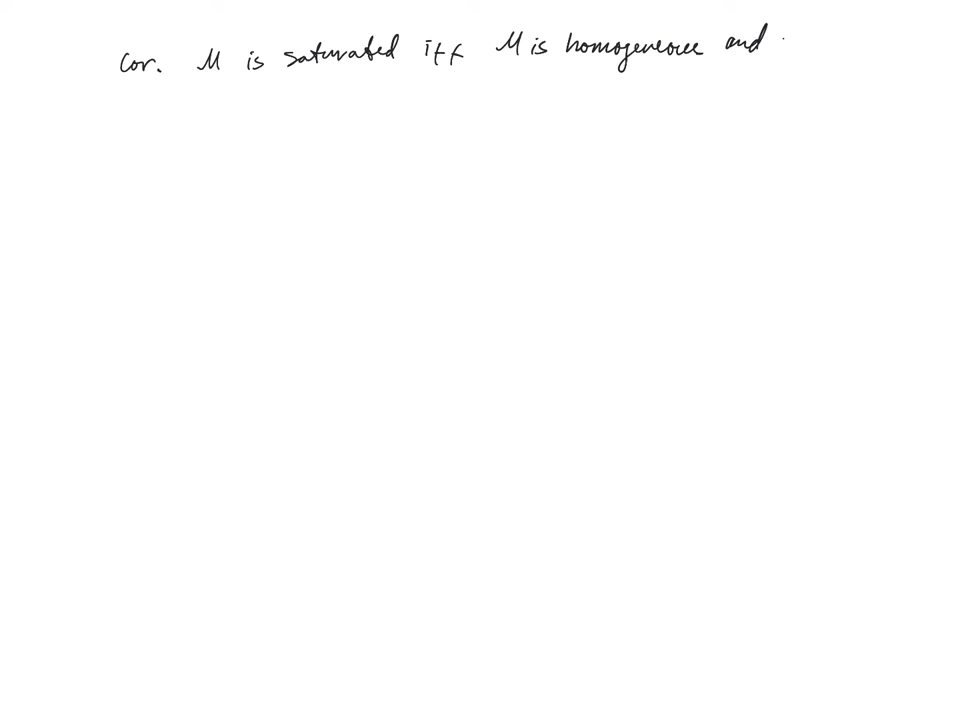 Cor. M is saturated iff M is homogeneous and